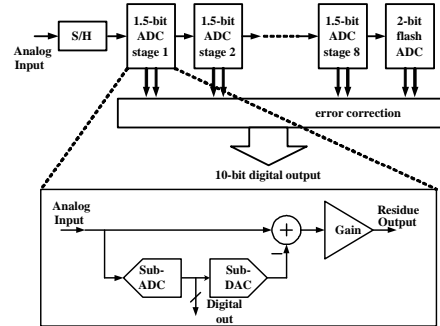 Analog
Input
S/H
1.5-bit
ADC
stage 1
1.5-bit
ADC
stage 2
1.5-bit
ADC
stage 8
2-bit
flash
ADC
error correction
10-bit digital output
Analog
Input
Sub-
ADC
Sub-
DAC
Digital
out
+
−
Gain
Residue
Output